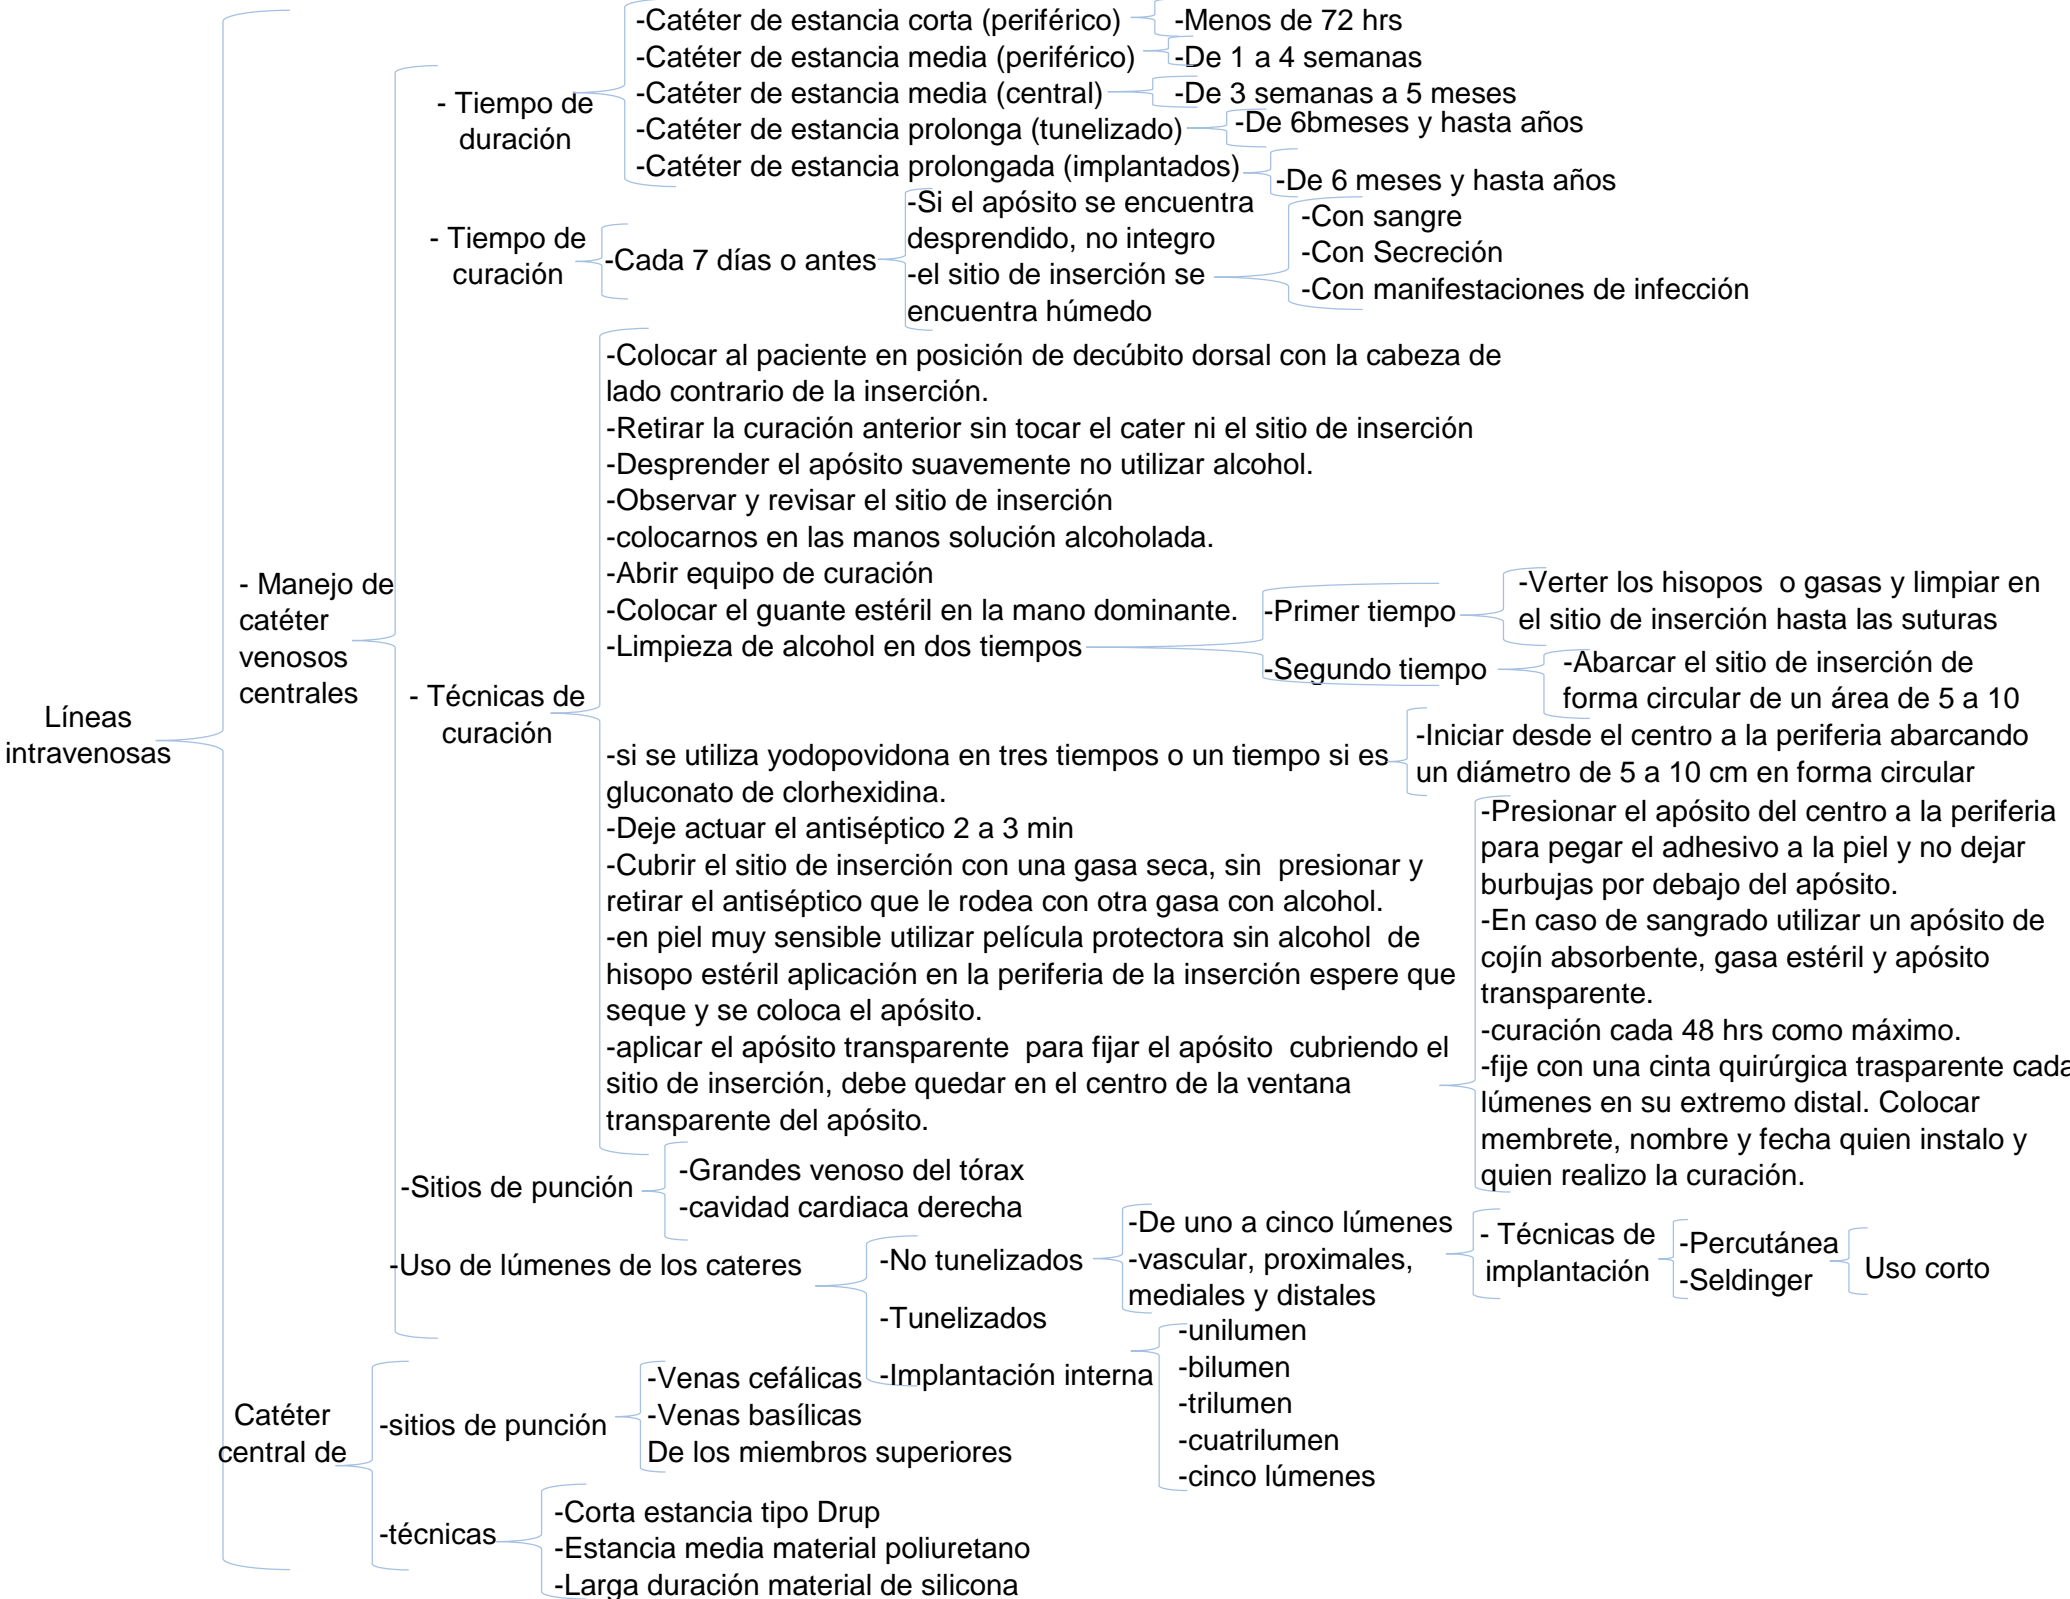 Líneas
intravenosas
- Manejo de
catéter
venosos
centrales
- Tiempo de
duración
-Catéter de estancia corta (periférico)
-Menos de 72 hrs
-Catéter de estancia media (periférico)
-De 1 a 4 semanas
-Catéter de estancia media (central)
-De 3 semanas a 5 meses
-Catéter de estancia prolonga (tunelizado)
-De 6bmeses y hasta años
-Catéter de estancia prolongada (implantados)
-De 6 meses y hasta años
- Tiempo de
curación
-Cada 7 días o antes
-Si el apósito se encuentra
desprendido, no integro
-el sitio de inserción se
encuentra húmedo
-Con sangre
-Con Secreción
-Con manifestaciones de infección
- Técnicas de
curación
-Colocar al paciente en posición de decúbito dorsal con la cabeza de
lado contrario de la inserción.
-Retirar la curación anterior sin tocar el cater ni el sitio de inserción
-Desprender el apósito suavemente no utilizar alcohol.
-Observar y revisar el sitio de inserción
-colocarnos en las manos solución alcoholada.
-Abrir equipo de curación
-Colocar el guante estéril en la mano dominante.
-Limpieza de alcohol en dos tiempos
-Primer tiempo
-Verter los hisopos  o gasas y limpiar en
el sitio de inserción hasta las suturas
-Segundo tiempo
-Abarcar el sitio de inserción de
forma circular de un área de 5 a 10
-si se utiliza yodopovidona en tres tiempos o un tiempo si es
gluconato de clorhexidina.
-Iniciar desde el centro a la periferia abarcando
un diámetro de 5 a 10 cm en forma circular
-Deje actuar el antiséptico 2 a 3 min
-Cubrir el sitio de inserción con una gasa seca, sin  presionar y
retirar el antiséptico que le rodea con otra gasa con alcohol.
-en piel muy sensible utilizar película protectora sin alcohol  de
hisopo estéril aplicación en la periferia de la inserción espere que
seque y se coloca el apósito.
-aplicar el apósito transparente  para fijar el apósito  cubriendo el
sitio de inserción, debe quedar en el centro de la ventana
transparente del apósito.
-Presionar el apósito del centro a la periferia
para pegar el adhesivo a la piel y no dejar
burbujas por debajo del apósito.
-En caso de sangrado utilizar un apósito de
cojín absorbente, gasa estéril y apósito
transparente.
-curación cada 48 hrs como máximo.
-fije con una cinta quirúrgica trasparente cada
lúmenes en su extremo distal. Colocar
membrete, nombre y fecha quien instalo y
quien realizo la curación.
-Sitios de punción
-Grandes venoso del tórax
-cavidad cardiaca derecha
-Uso de lúmenes de los cateres
-No tunelizados
-De uno a cinco lúmenes
-vascular, proximales,
mediales y distales
- Técnicas de
implantación
-Percutánea
-Seldinger
Uso corto
-Tunelizados
-Implantación interna
-unilumen
-bilumen
-trilumen
-cuatrilumen
-cinco lúmenes
Catéter
central de
-sitios de punción
-Venas cefálicas
-Venas basílicas
De los miembros superiores
-técnicas
-Corta estancia tipo Drup
-Estancia media material poliuretano
-Larga duración material de silicona